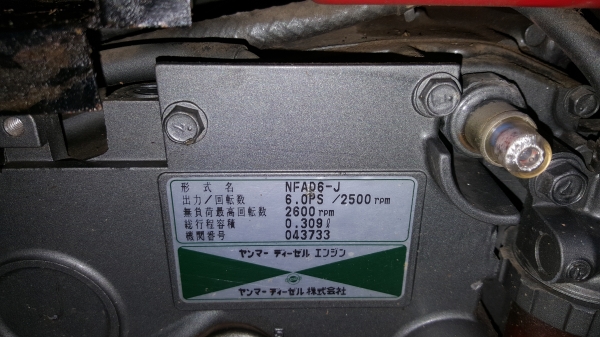 形式名 NFAD6-J
出力/回転数 6.0PS /2500 rpm
無負荷最高回転数 2600 rpm
総行程容積 0.309ℓ
機関番号 043733
ヤンマー ディーゼル エンジン
ヤンマー ディーゼル 株式会社